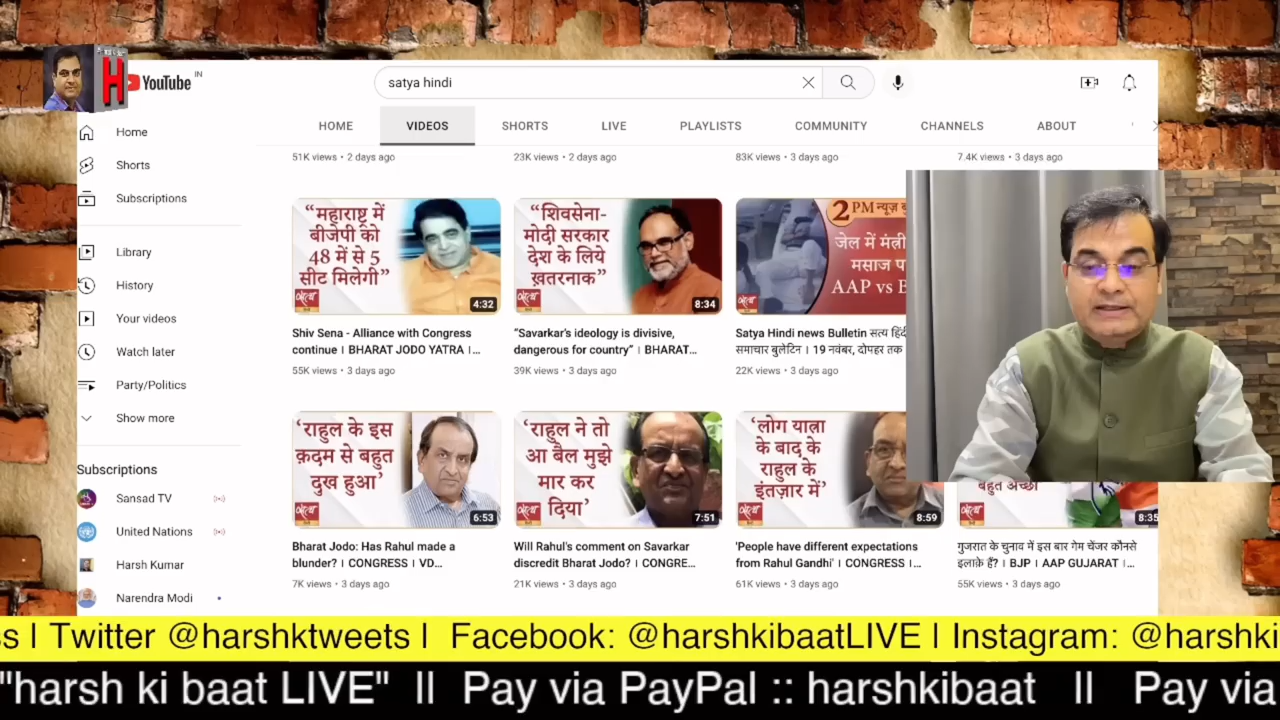 H
YouTube IN
satya hindi
HOME VIDEOS SHORTS LIVE PLAYLISTS COMMUNITY CHANNELS ABOUT
Home
Shorts
Subscriptions
Library
History
Your videos
Watch later
Party/Politics
Show more
Subscriptions
Sansad TV
United Nations
Harsh Kumar
Narendra Modi
51K views • 2 days ago
23K views • 2 days ago
83K views • 3 days ago
7.4K views • 3 days ago
“महाराष्ट्र में
बीजेपी को
48 में से 5
सीट मिलेगी”
4:32
Shiv Sena - Alliance with Congress
continue । BHARAT JODO YATRA ।...
55K views • 3 days ago
“शिवसेना-
मोदी सरकार
देश के लिये
ख़तरनाक”
8:34
“Savarkar's ideology is divisive,
dangerous for country” । BHARAT...
39K views • 3 days ago
2 PM न्यूज़
जेल में मंत्री
मसाज प
AAP vs B
Satya Hindi news Bulletin सत्य हिंदी
समाचार बुलेटिन । 19 नवंबर, दोपहर तक
22K views • 3 days ago
‘राहुल के इस
क़दम से बहुत
दुख हुआ’
6:53
Bharat Jodo: Has Rahul made a
blunder? । CONGRESS । VD...
7K views • 3 days ago
‘राहुल ने तो
आ बैल मुझे
मार कर
दिया’
7:51
Will Rahul's comment on Savarkar
discredit Bharat Jodo? । CONGRE...
21K views • 3 days ago
‘लोग यात्रा
के बाद के
राहुल के
इंतज़ार में’
8:59
'People have different expectations
from Rahul Gandhi' । CONGRESS ।...
61K views • 3 days ago
बहुत अच्छा
8:35
गुजरात के चुनाव में इस बार गेम चेंजर कौनसे
इलाक़े हैं? । BJP । AAP GUJARAT ।...
55K views • 3 days ago
ss | Twitter @harshktweets | Facebook: @harshkibaatLIVE | Instagram: @harshki
"harsh ki baat LIVE" || Pay via PayPal :: harshkibaat || Pay via